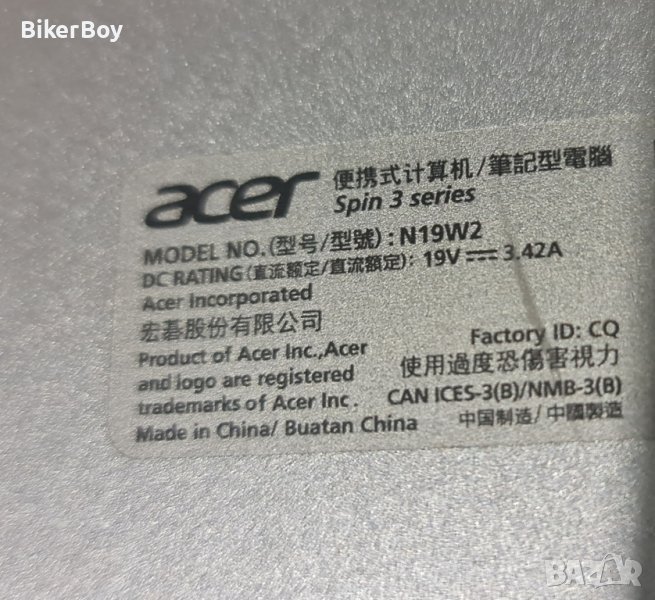 BikerBoy
acer 便携式计算机/筆記型電腦
Spin 3 series
MODEL NO.(型号/型號):N19W2
DC RATING(直流额定/直流額定): 19V⎓3.42A
Acer Incorporated
宏碁股份有限公司
Factory ID: CQ
Product of Acer Inc.,Acer
and logo are registered
trademarks of Acer Inc.
使用過度恐傷害視力
CAN ICES-3(B)/NMB-3(B)
Made in China/ Buatan China
中国制造/中國製造
BAZAR